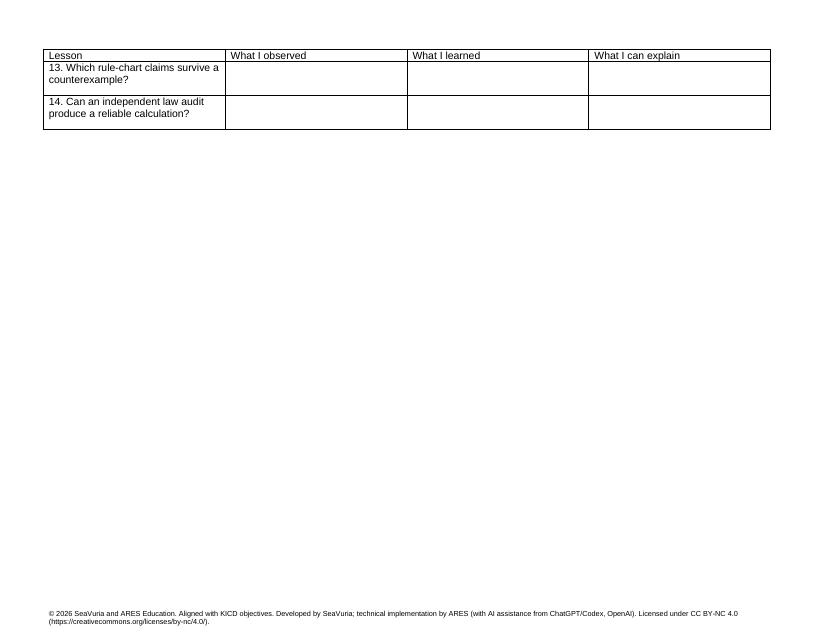 Lesson What I observed What I learned What I can explain
13. Which rule-chart claims survive a
counterexample?
14. Can an independent law audit
produce a reliable calculation?
© 2026 SeaVuria and ARES Education. Aligned with KICD objectives. Developed by SeaVuria; technical implementation by ARES (with AI assistance from ChatGPT/Codex, OpenAI). Licensed under CC BY-NC 4.0
(https://creativecommons.org/licenses/by-nc/4.0/).